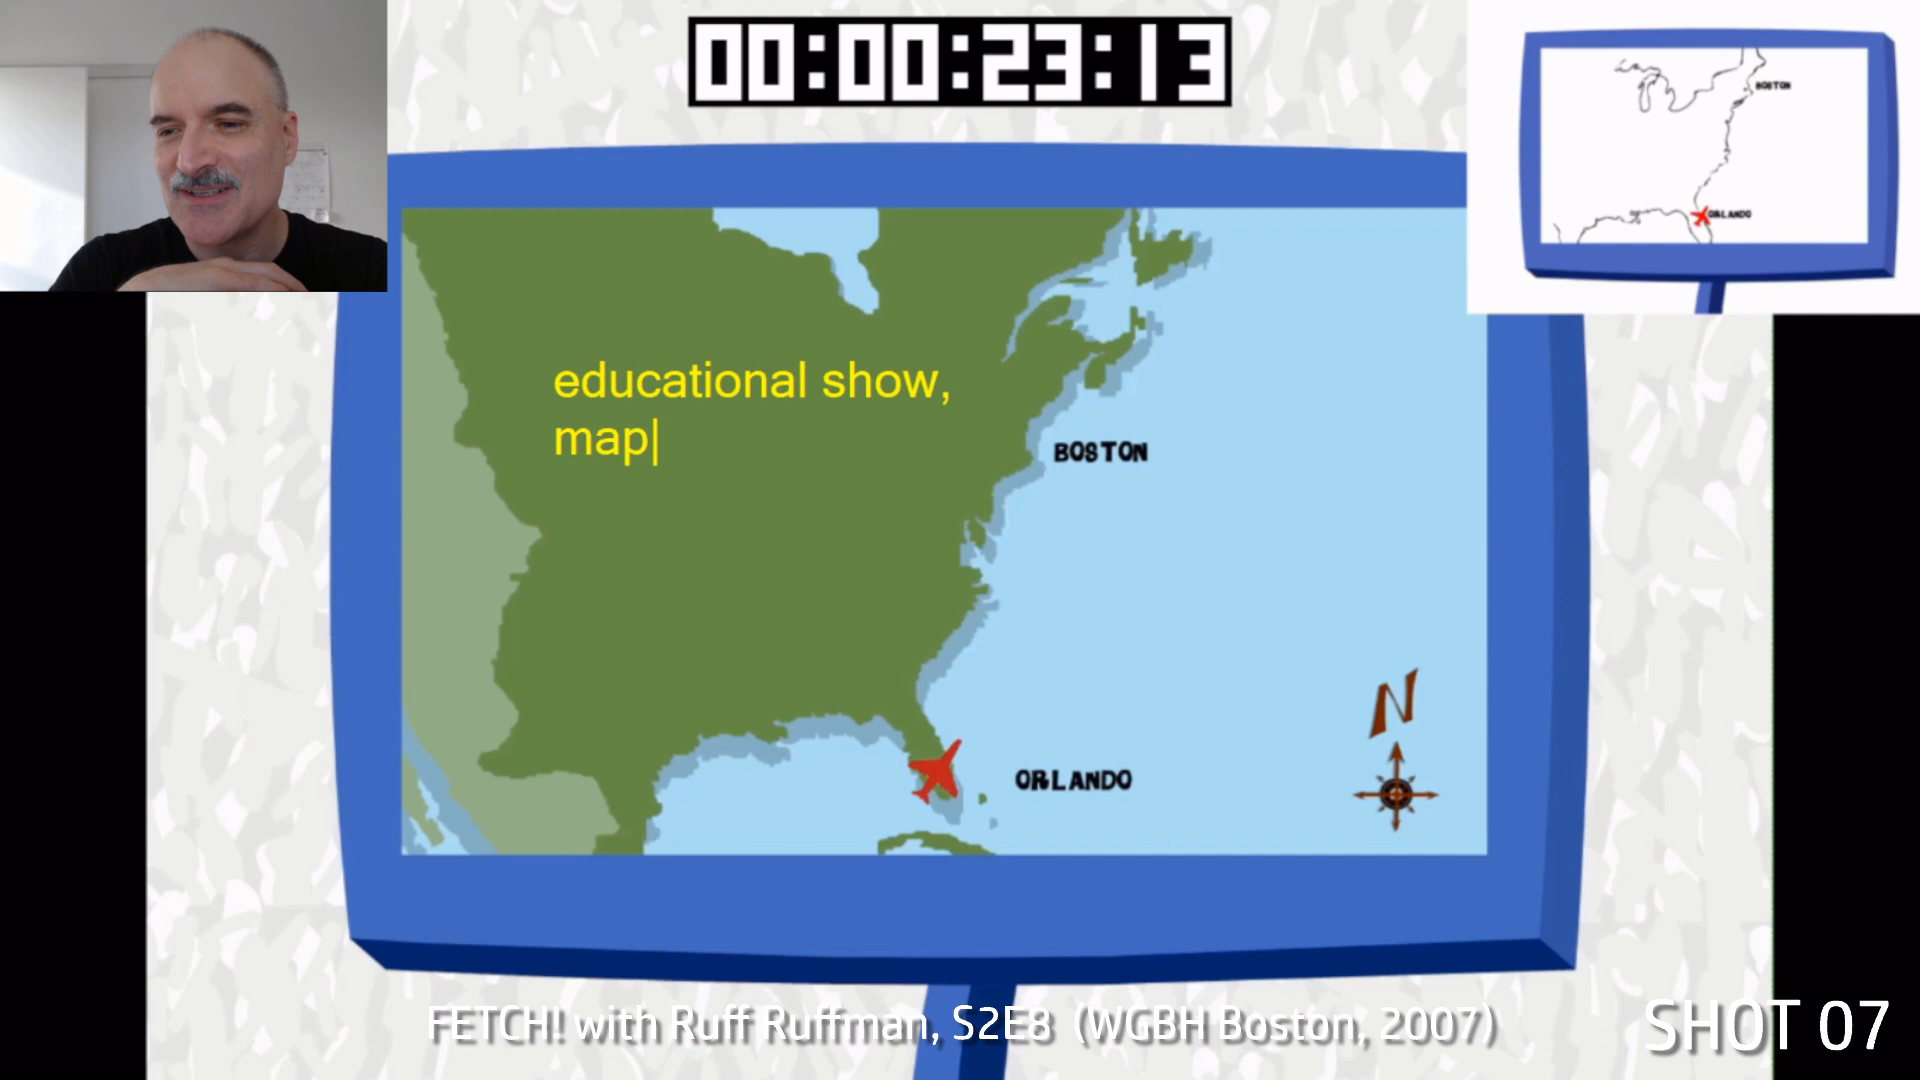 00:00:23:13
BOSTON
ORLANDO
educational show,
map
BOSTON
ORLANDO
N
FETCH! with Ruff Ruffman, S2E8 (WGBH Boston, 2007)
SHOT 07